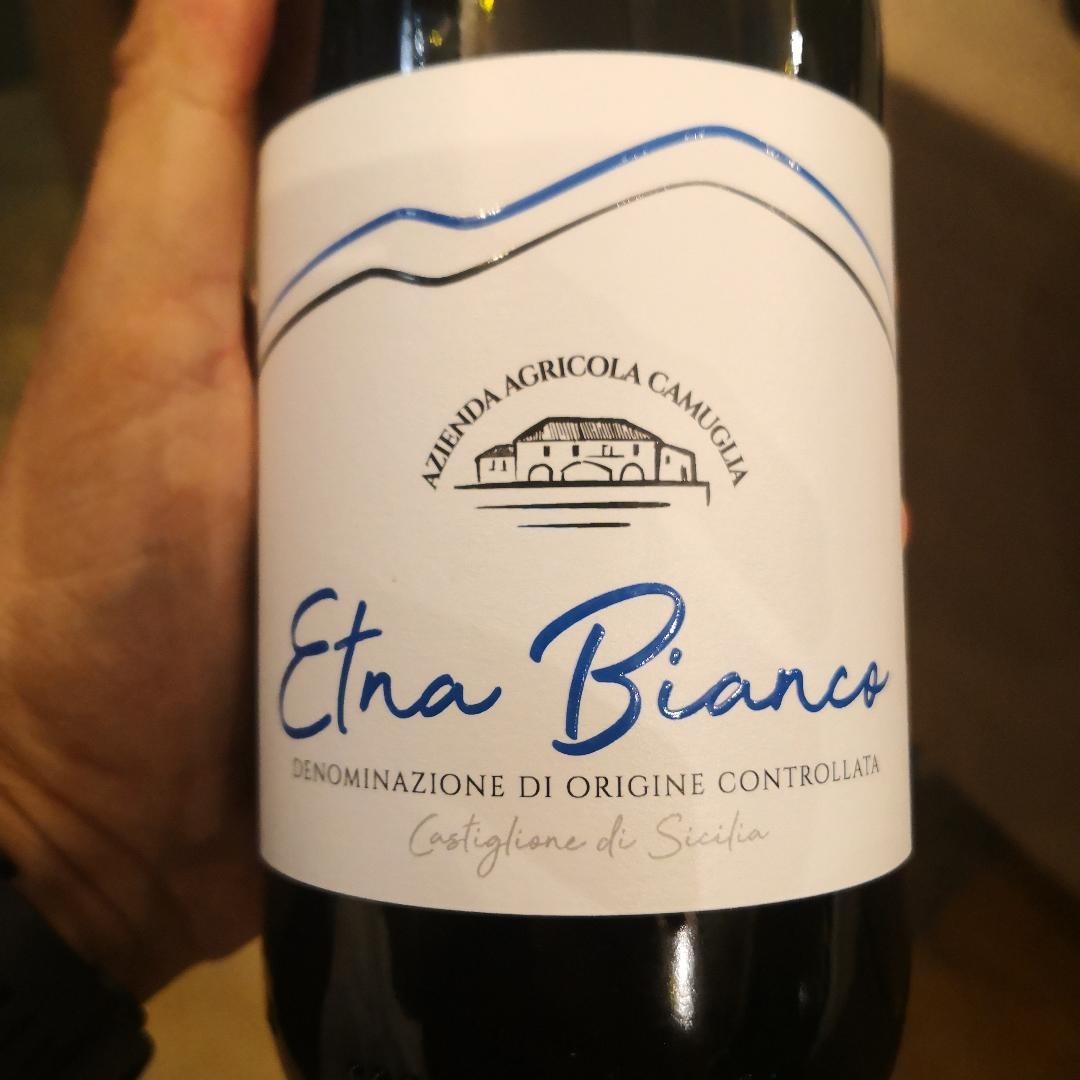 AZIENDA AGRICOLA CAMUGLIA
Etna Bianco
DENOMINAZIONE DI ORIGINE CONTROLLATA
Castiglione di Sicilia